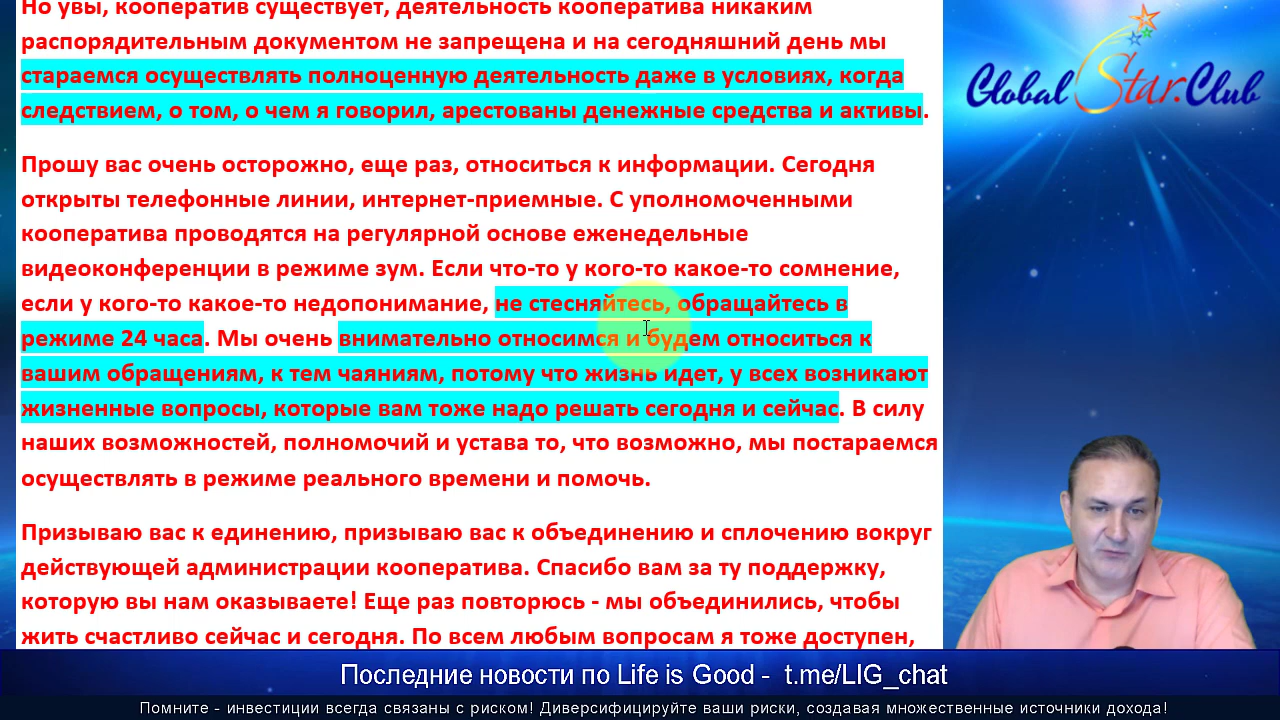 Но увы, кооператив существует, деятельность кооператива никаким
распорядительным документом не запрещена и на сегодняшний день мы
стараемся осуществлять полноценную деятельность даже в условиях, когда
следствием, о том, о чем я говорил, арестованы денежные средства и активы.
Прошу вас очень осторожно, еще раз, относиться к информации. Сегодня
открыты телефонные линии, интернет-приемные. С уполномоченными
кооператива проводятся на регулярной основе еженедельные
видеоконференции в режиме зум. Если что-то у кого-то какое-то сомнение,
если у кого-то какое-то недопонимание, не стесняйтесь, обращайтесь в
режиме 24 часа. Мы очень внимательно относимся и будем относиться к
вашим обращениям, к тем чаяниям, потому что жизнь идет, у всех возникают
жизненные вопросы, которые вам тоже надо решать сегодня и сейчас. В силу
наших возможностей, полномочий и устава то, что возможно, мы постараемся
осуществлять в режиме реального времени и помочь.
Призываю вас к единению, призываю вас к объединению и сплочению вокруг
действующей администрации кооператива. Спасибо вам за ту поддержку,
которую вы нам оказываете! Еще раз повторюсь - мы объединились, чтобы
жить счастливо сейчас и сегодня. По всем любым вопросам я тоже доступен,
Global Star.Club
Последние новости по Life is Good - t.me/LIG_chat
Помните - инвестиции всегда связаны с риском! Диверсифицируйте ваши риски, создавая множественные источники дохода!